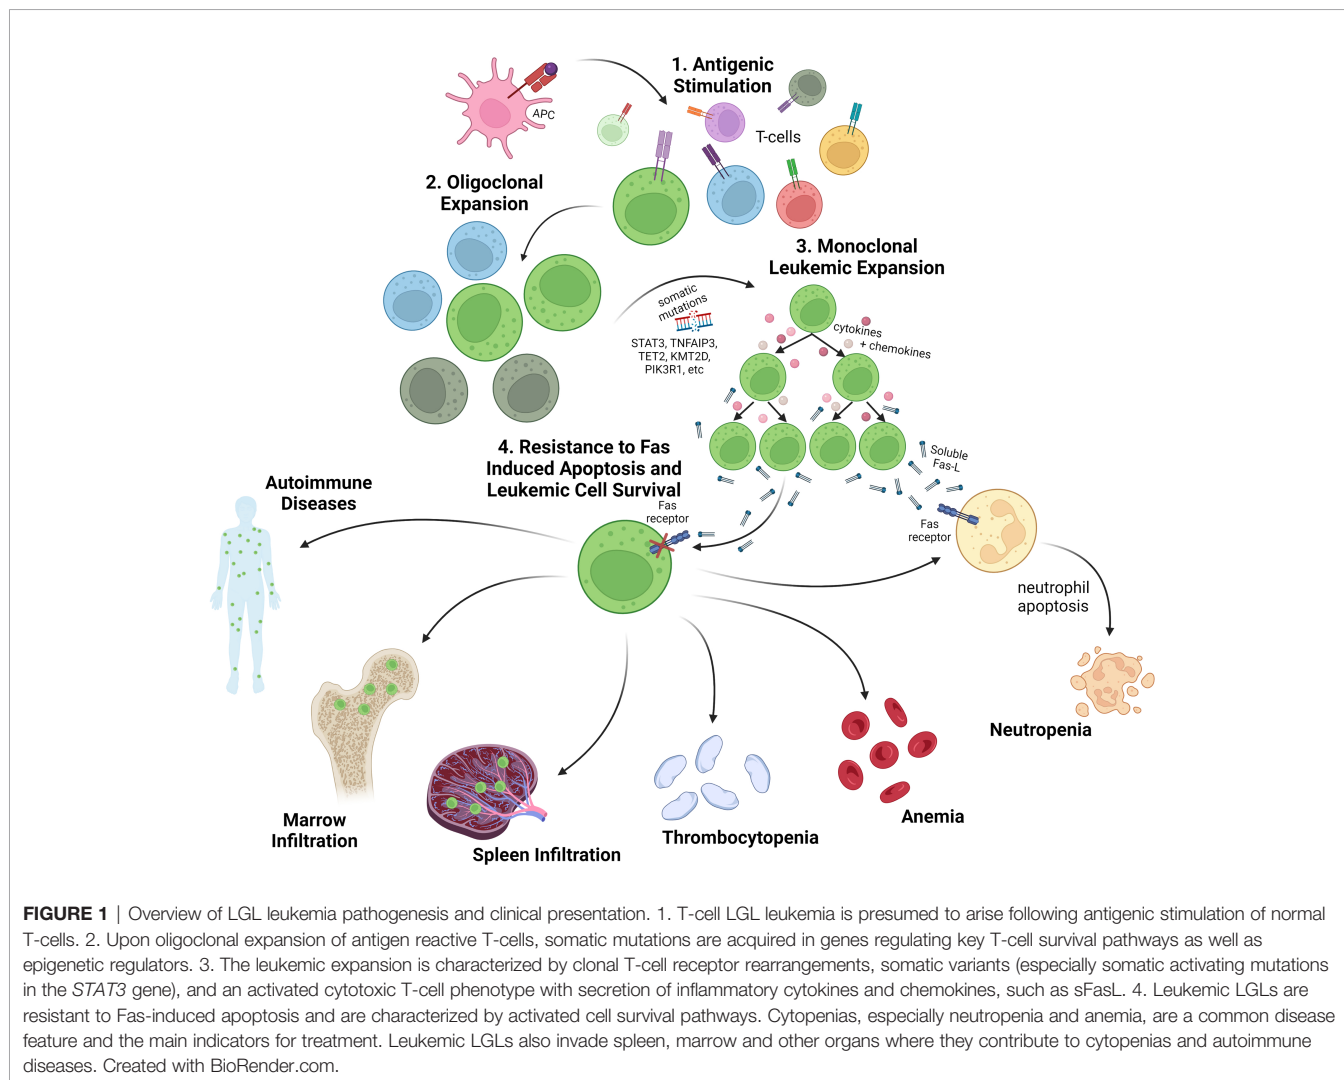 APC
1. Antigenic
Stimulation
T-cells
2. Oligoclonal
Expansion
3. Monoclonal
Leukemic Expansion
somatic
mutations
STAT3, TNFAIP3,
TET2, KMT2D,
PIK3R1, etc
cytokines
+ chemokines
Soluble
Fas-L
4. Resistance to Fas
Induced Apoptosis and
Leukemic Cell Survival
Fas
receptor
Fas
receptor
Autoimmune
Diseases
neutrophil
apoptosis
Neutropenia
Marrow
Infiltration
Spleen Infiltration
Thrombocytopenia
Anemia
FIGURE 1 | Overview of LGL leukemia pathogenesis and clinical presentation. 1. T-cell LGL leukemia is presumed to arise following antigenic stimulation of normal
T-cells. 2. Upon oligoclonal expansion of antigen reactive T-cells, somatic mutations are acquired in genes regulating key T-cell survival pathways as well as
epigenetic regulators. 3. The leukemic expansion is characterized by clonal T-cell receptor rearrangements, somatic variants (especially somatic activating mutations
in the STAT3 gene), and an activated cytotoxic T-cell phenotype with secretion of inflammatory cytokines and chemokines, such as sFasL. 4. Leukemic LGLs are
resistant to Fas-induced apoptosis and are characterized by activated cell survival pathways. Cytopenias, especially neutropenia and anemia, are a common disease
feature and the main indicators for treatment. Leukemic LGLs also invade spleen, marrow and other organs where they contribute to cytopenias and autoimmune
diseases. Created with BioRender.com.